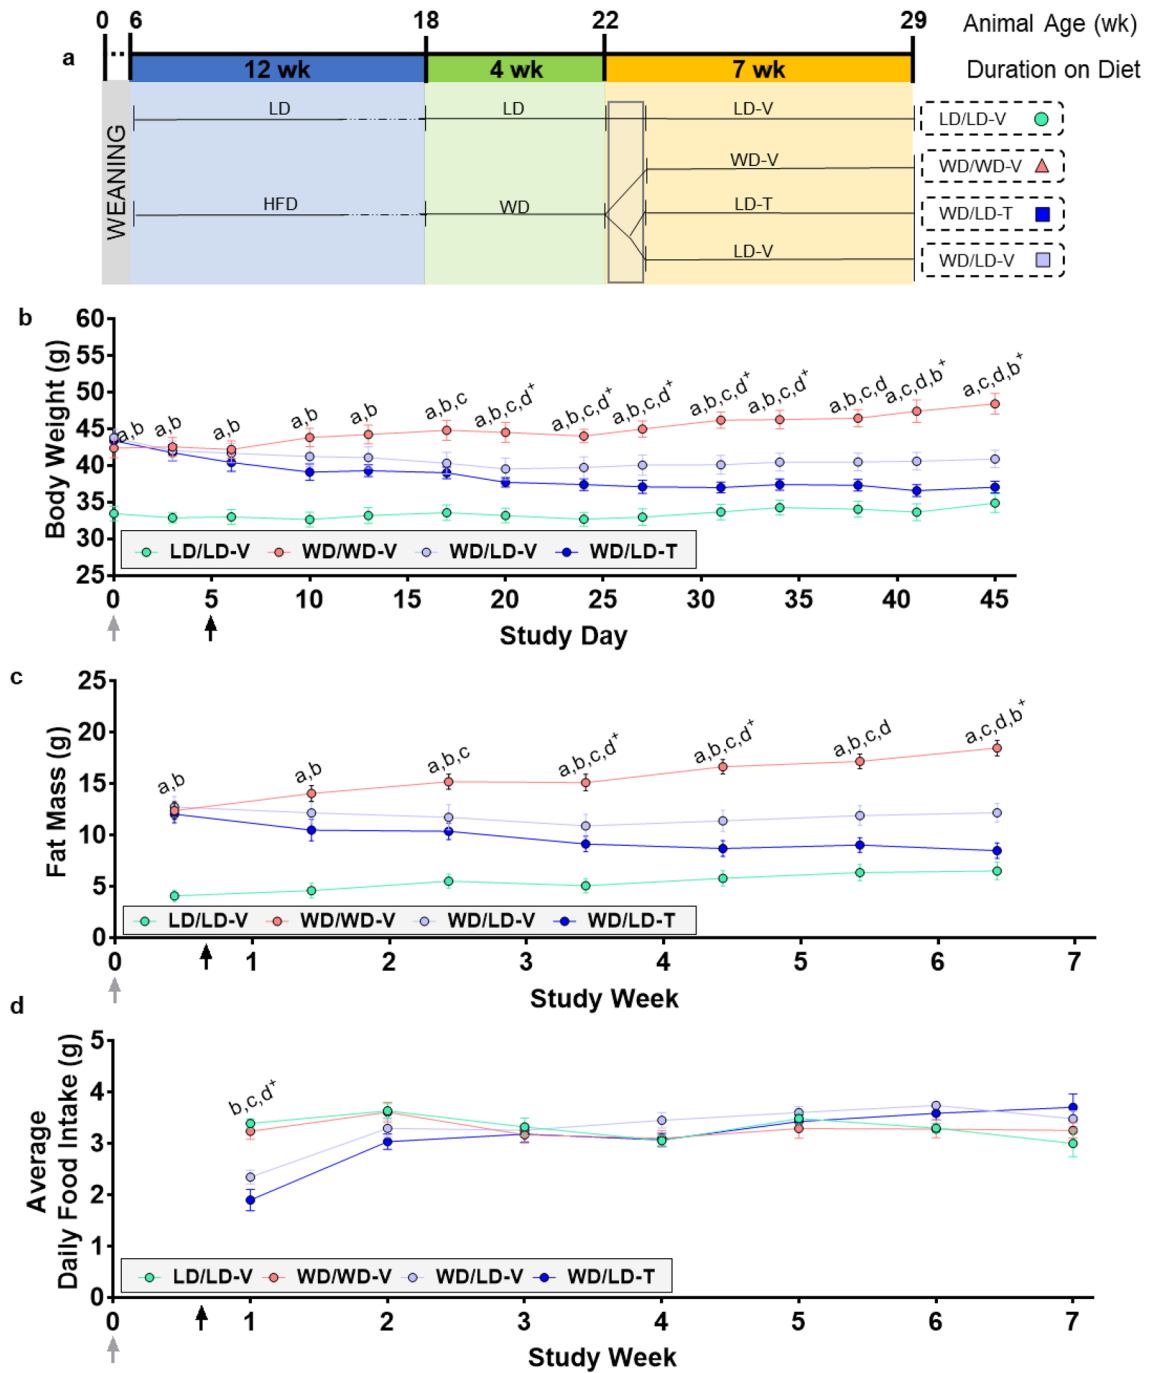 0 6 18 22 29 Animal Age (wk)
a 12 wk 4 wk 7 wk Duration on Diet
WEANING
LD LD LD-V LD/LD-V
WD-V WD/WD-V
HFD WD LD-T WD/LD-T
LD-V WD/LD-V
b
Body Weight (g)
60
55
50
45
40
35
30
25
a,b a,b a,b a,b a,b a,b,c a,b,c,d+ a,b,c,d+ a,b,c,d+ a,b,c,d+ a,b,c,d+ a,b,c,d a,c,d,b+ a,c,d,b+
LD/LD-V WD/WD-V WD/LD-V WD/LD-T
0 5 10 15 20 25 30 35 40 45
Study Day
c
Fat Mass (g)
25
20
15
10
5
0
a,b a,b a,b,c a,b,c,d+ a,b,c,d+ a,b,c,d a,c,d,b+
LD/LD-V WD/WD-V WD/LD-V WD/LD-T
0 1 2 3 4 5 6 7
Study Week
d
Average
Daily Food Intake (g)
5
4
3
2
1
0
b,c,d+
LD/LD-V WD/WD-V WD/LD-V WD/LD-T
0 1 2 3 4 5 6 7
Study Week